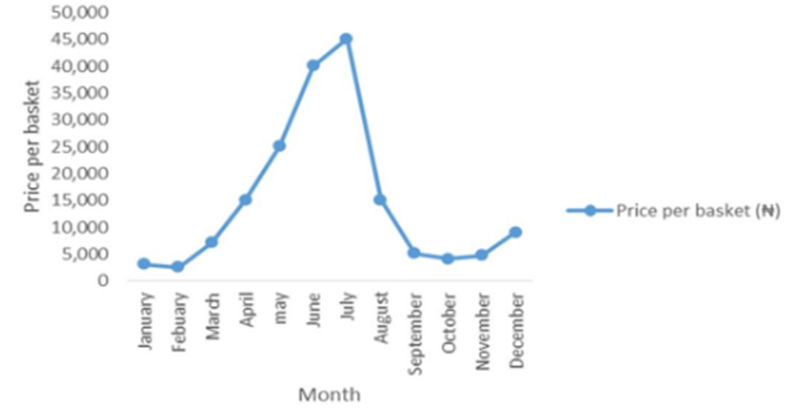 50,000
45,000
40,000
35,000
30,000
25,000
20,000
15,000
10,000
5,000
0
Price per basket
January
Febuary
March
April
may
June
July
August
September
October
November
December
Month
Price per basket (₦)